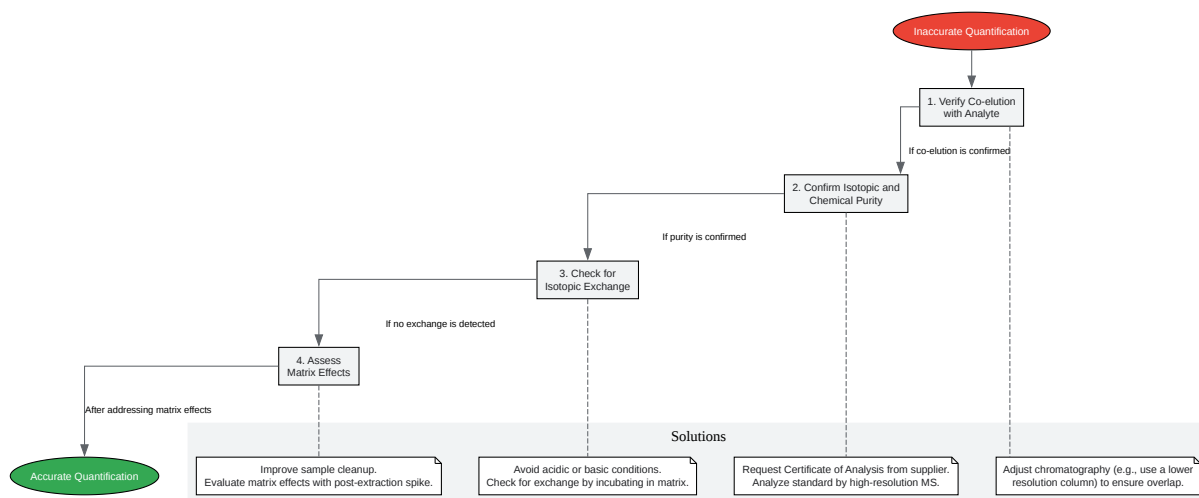 Inaccurate Quantification
1. Verify Co-elution
with Analyte
If co-elution is confirmed
2. Confirm Isotopic and
Chemical Purity
If purity is confirmed
3. Check for
Isotopic Exchange
If no exchange is detected
4. Assess
Matrix Effects
After addressing matrix effects
Accurate Quantification
Solutions
Improve sample cleanup.
Evaluate matrix effects with post-extraction spike.
Avoid acidic or basic conditions.
Check for exchange by incubating in matrix.
Request Certificate of Analysis from supplier.
Analyze standard by high-resolution MS.
Adjust chromatography (e.g., use a lower
resolution column) to ensure overlap.